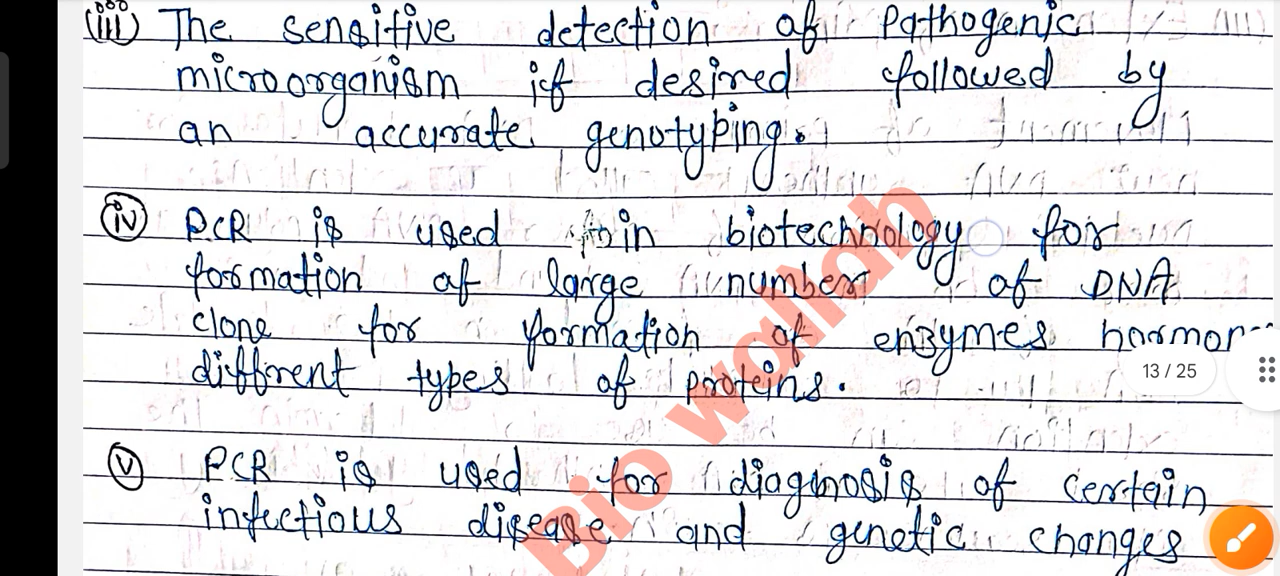 (iii) The sensitive detection of Pathogenic
microorganism if desired followed by
an accurate genotyping.
(iv) PCR is used in biotechnology for
formation of large number of DNA
clone for formation of enzymes hormon
diffrent types of proteins.
13 / 25
(v) PCR is used for diagnosis of certain
infectious disease and genetic changes
Bio wallah